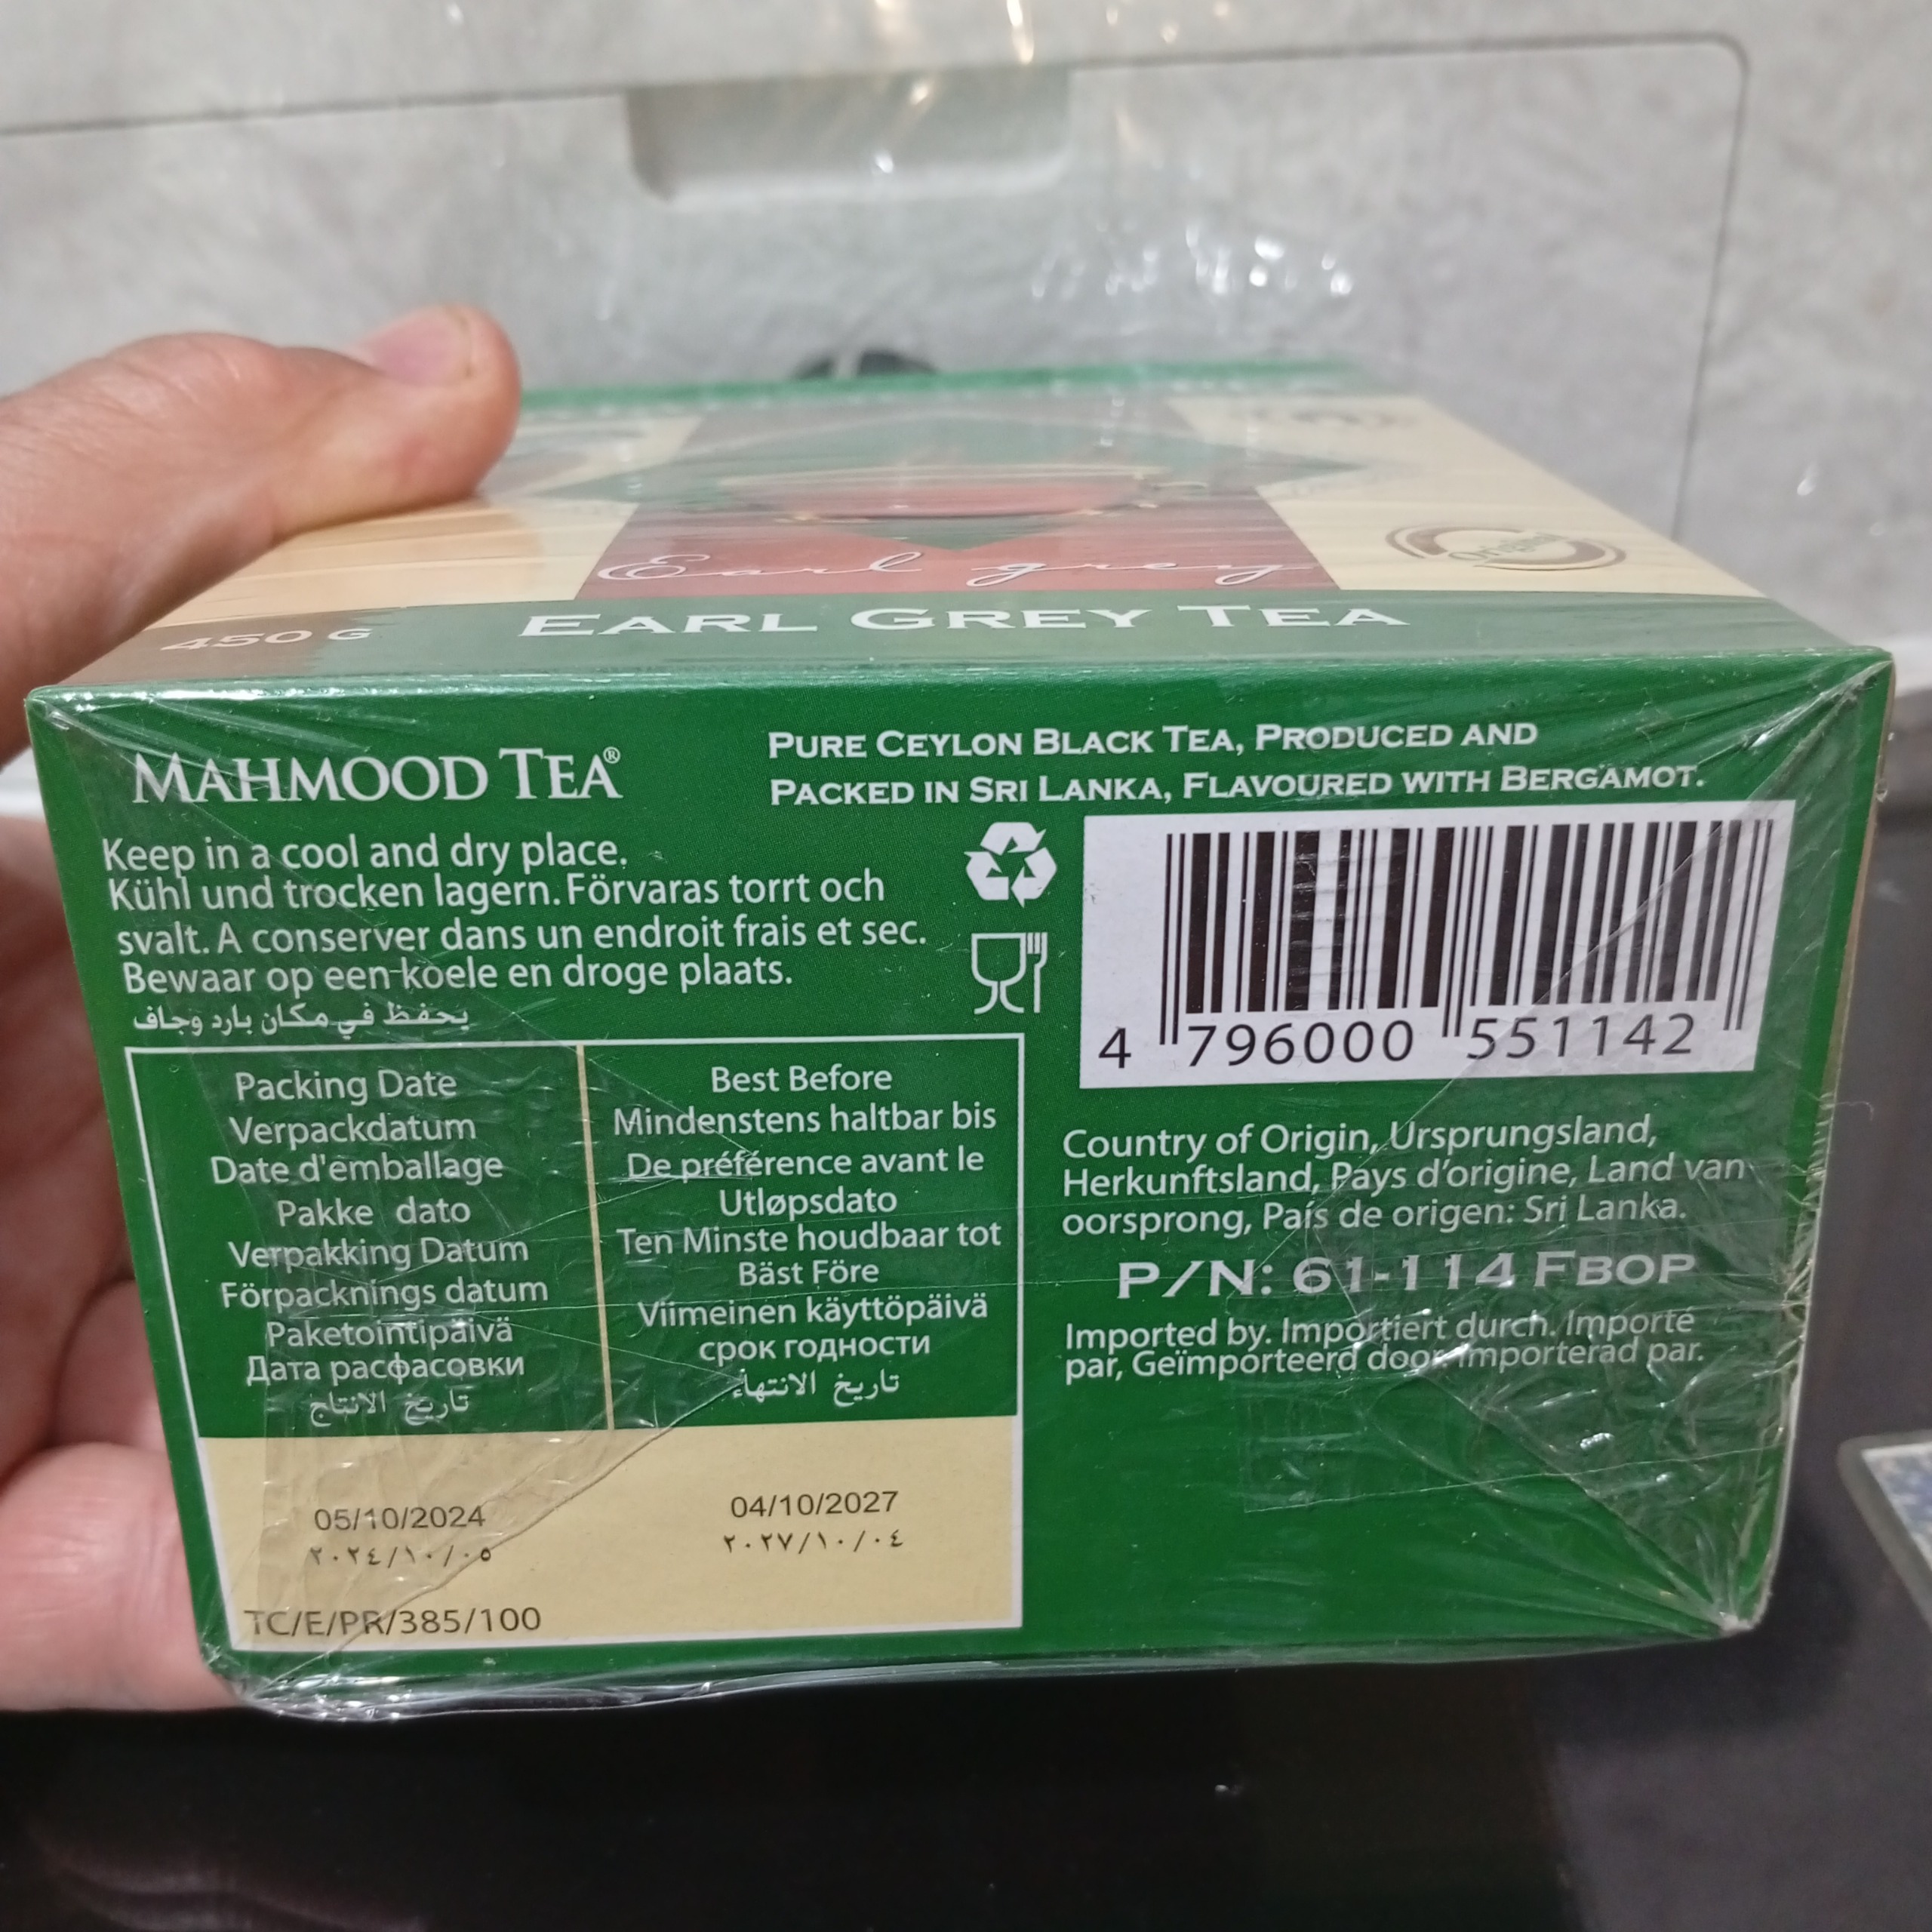 Original
Earl grey
450 G
EARL GREY TEA
MAHMOOD TEA®
PURE CEYLON BLACK TEA, PRODUCED AND
PACKED IN SRI LANKA, FLAVOURED WITH BERGAMOT.
Keep in a cool and dry place.
Kühl und trocken lagern. Förvaras torrt och
svalt. A conserver dans un endroit frais et sec.
Bewaar op een koele en droge plaats.
يحفظ في مكان بارد وجاف
4 796000 551142
Packing Date
Verpackdatum
Date d'emballage
Pakke dato
Verpakking Datum
Förpacknings datum
Paketointipäivä
Дата расфасовки
تاريخ الانتاج
Best Before
Mindenstens haltbar bis
De préférence avant le
Utløpsdato
Ten Minste houdbaar tot
Bäst Före
Viimeinen käyttöpäivä
срок годности
تاريخ الانتهاء
05/10/2024
٢٠٢٤/١٠/٠٥
04/10/2027
٢٠٢٧/١٠/٠٤
TC/E/PR/385/100
Country of Origin, Ursprungsland,
Herkunftsland, Pays d'origine, Land van
oorsprong, País de origen: Sri Lanka.
P/N: 61-114 FBOP
Imported by. Importiert durch. Importé
par, Geïmporteerd door. Importerad par.